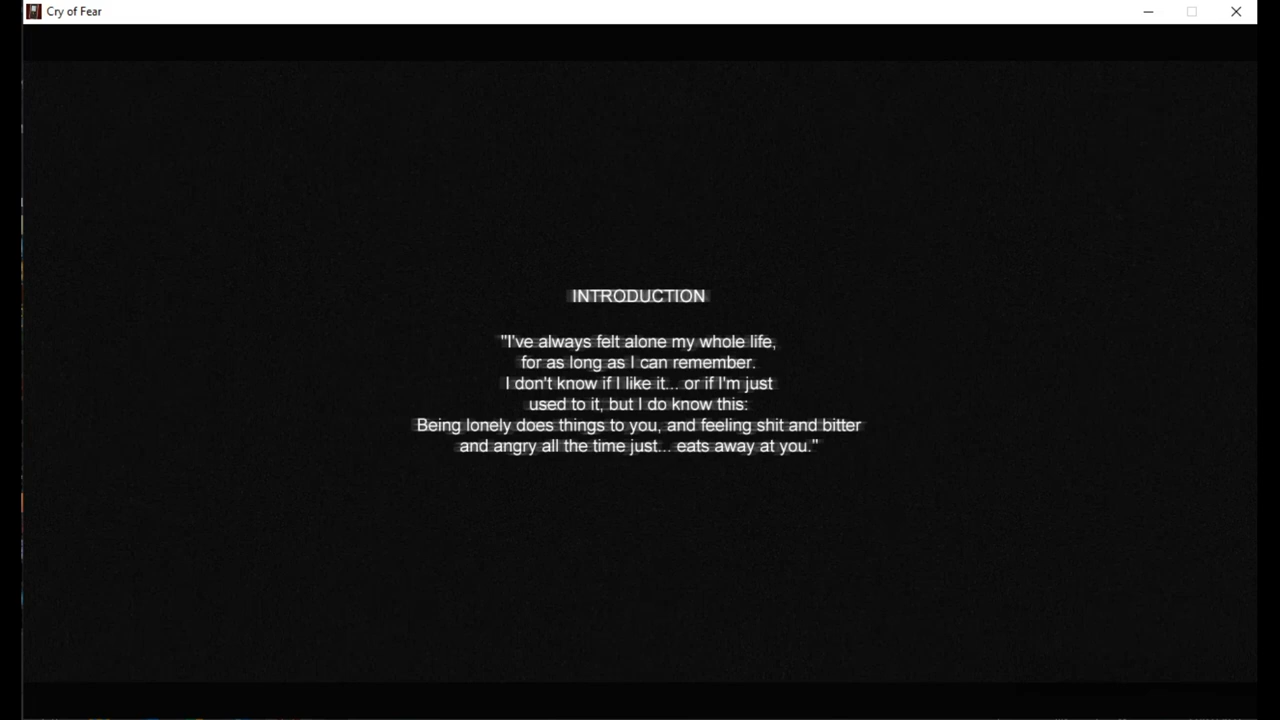 Cry of Fear
INTRODUCTION
"I've always felt alone my whole life,
for as long as I can remember.
I don't know if I like it... or if I'm just
used to it, but I do know this:
Being lonely does things to you, and feeling shit and bitter
and angry all the time just... eats away at you."